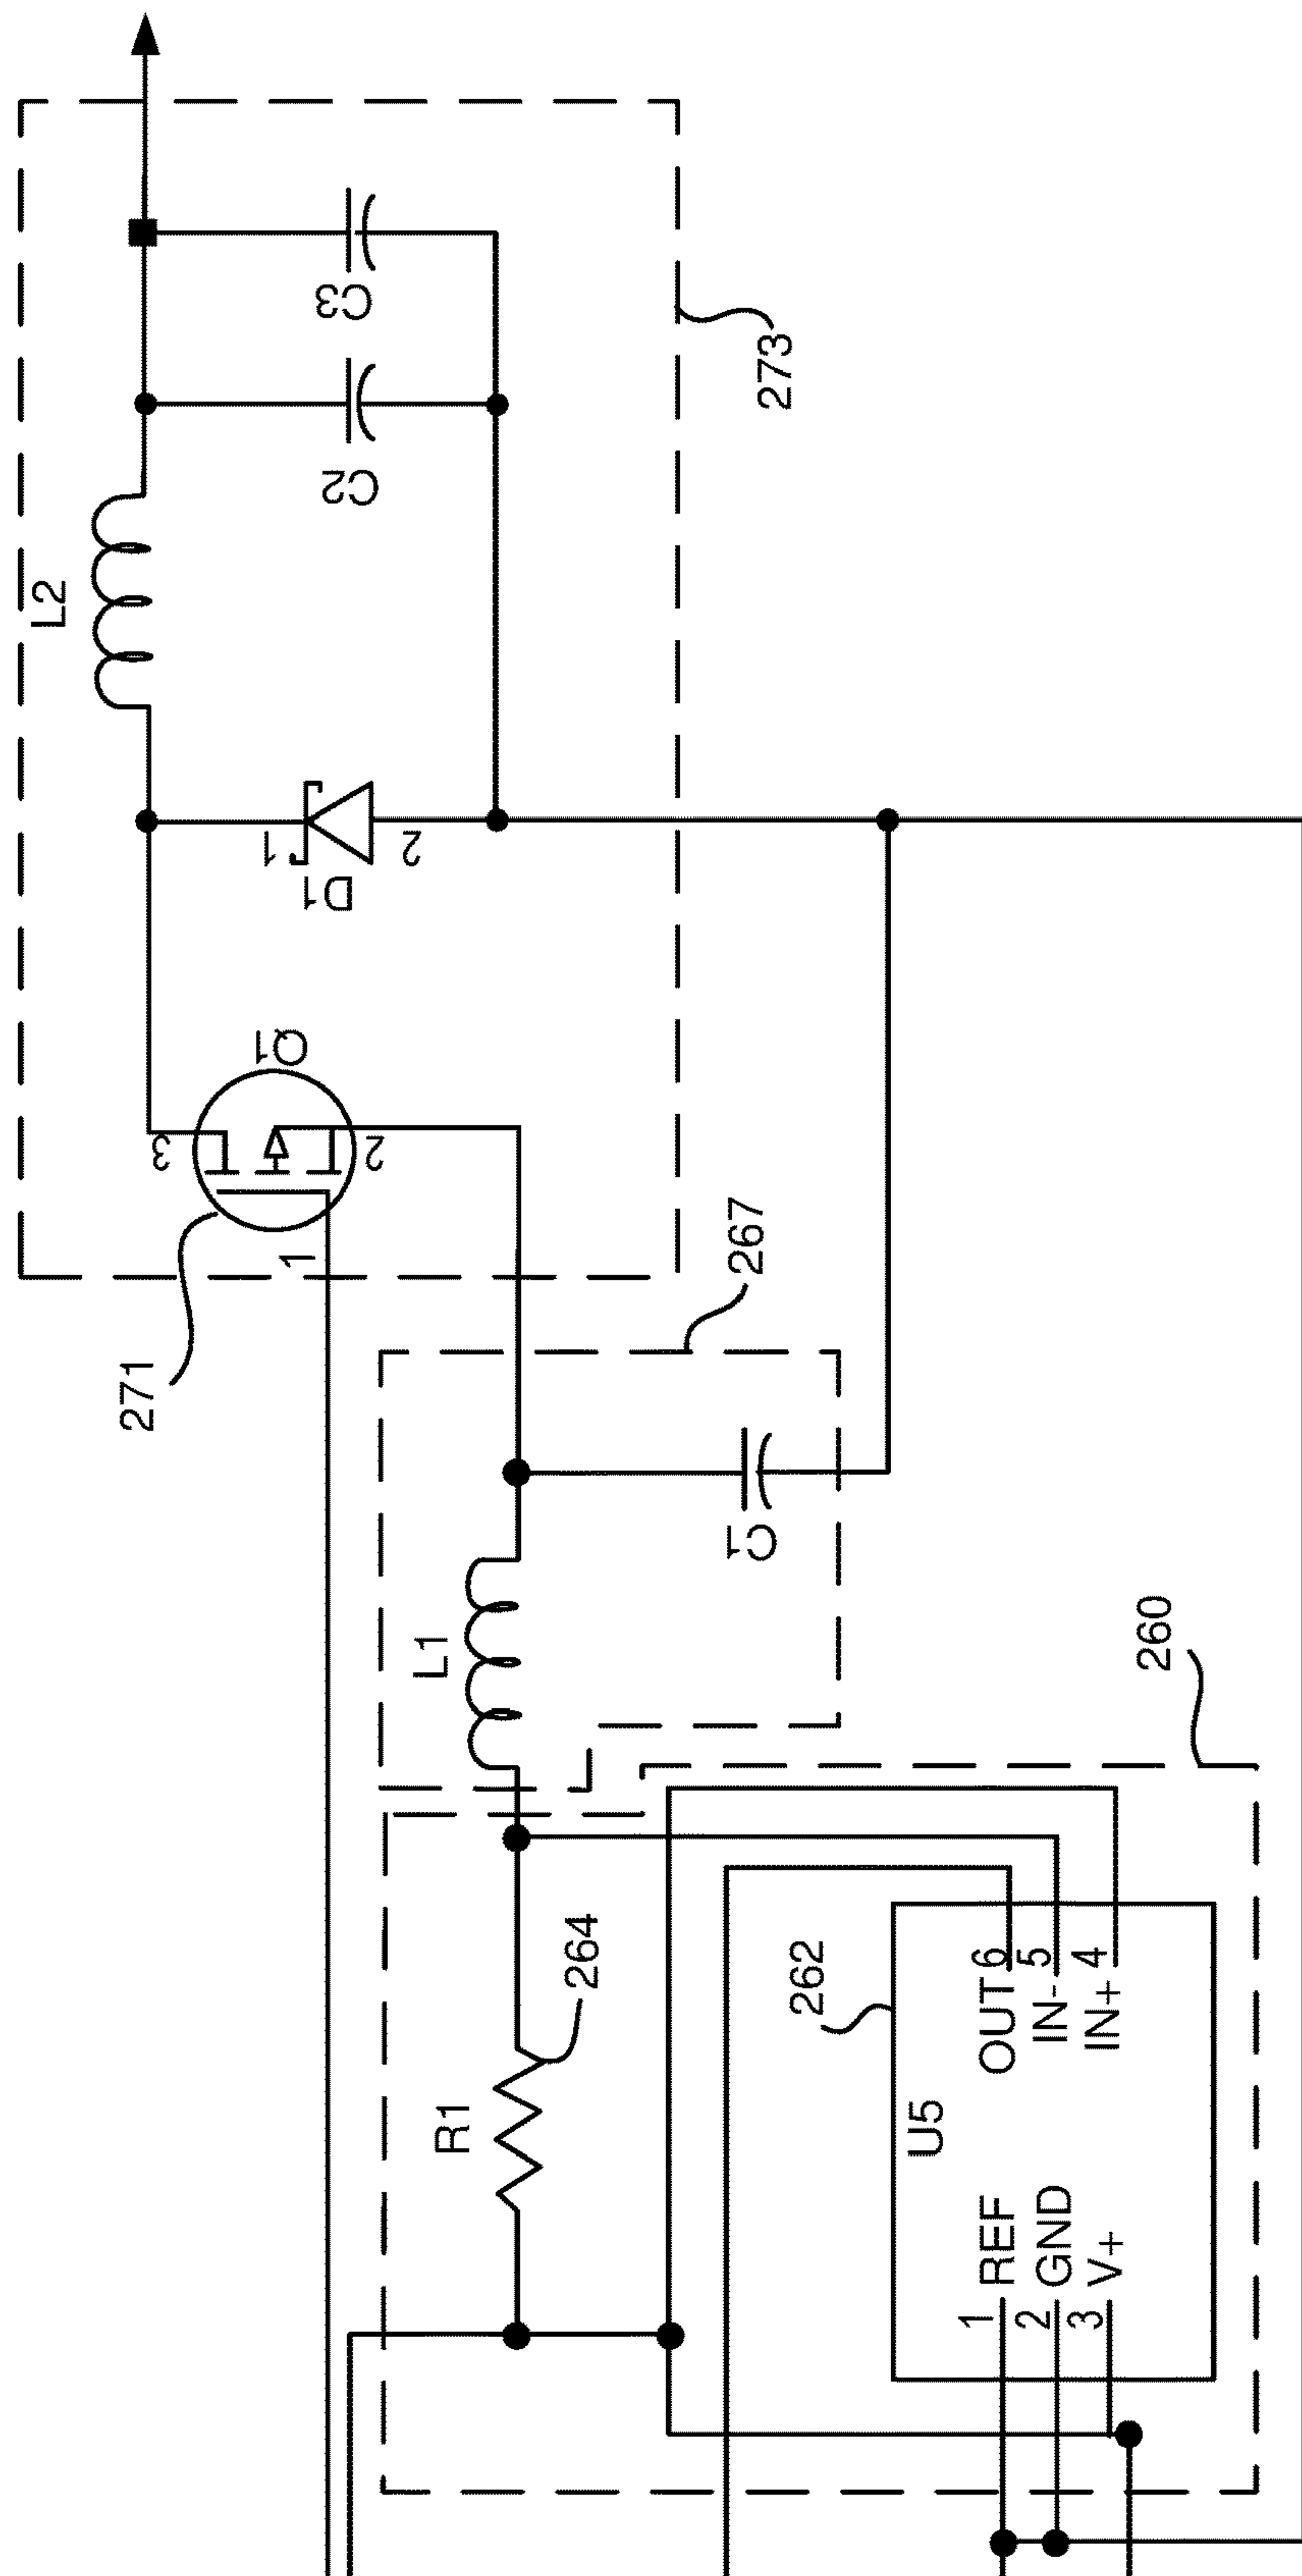 L2
C3
C2
273
1
2
D1
Q1
3
2
1
271
267
L1
C1
260
R1
264
262
U5
OUT 6
IN- 5
IN+ 4
1 REF
2 GND
3 V+